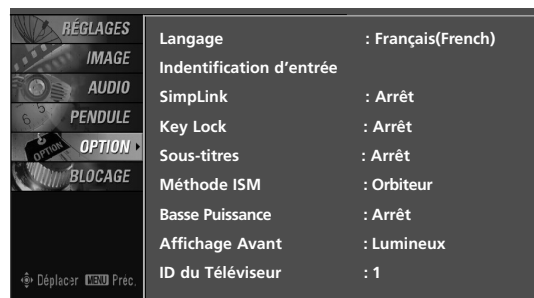 RÉGLAGES
IMAGE
AUDIO
PENDULE
OPTION
BLOCAGE
Déplacer MENU Préc.
Langage : Français(French)
Indentification d'entrée
SimpLink : Arrêt
Key Lock : Arrêt
Sous-titres : Arrêt
Méthode ISM : Orbiteur
Basse Puissance : Arrêt
Affichage Avant : Lumineux
ID du Téléviseur : 1